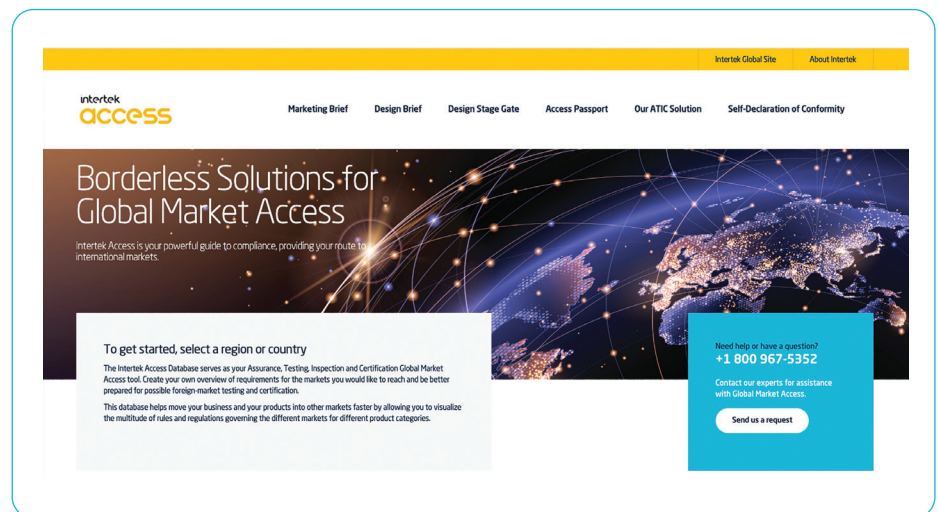 Intertek Global Site
About Intertek
intertek
access
Marketing Brief
Design Brief
Design Stage Gate
Access Passport
Our ATIC Solution
Self-Declaration of Conformity
Borderless Solutions for
Global Market Access
Intertek Access is your powerful guide to compliance, providing your route to
international markets.
To get started, select a region or country
The Intertek Access Database serves as your Assurance, Testing, Inspection and Certification Global Market
Access tool. Create your own overview of requirements for the markets you would like to reach and be better
prepared for possible foreign-market testing and certification.
This database helps move your business and your products into other markets faster by allowing you to visualize
the multitude of rules and regulations governing the different markets for different product categories.
Need help or have a question?
+1 800 967-5352
Contact our experts for assistance
with Global Market Access.
Send us a request